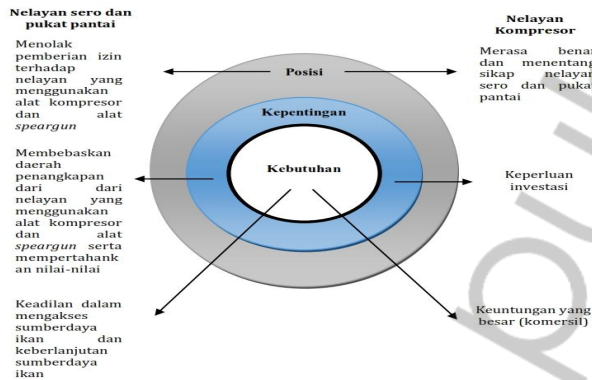 Nelayan sero dan
pukat pantai
Menolak
pemberian izin
terhadap
nelayan yang
menggunakan
alat kompresor
dan alat
speargun
Membebaskan
daerah
penangkapan
dari dari
nelayan yang
menggunakan
alat kompresor
dan alat
speargun serta
mempertahank
an nilai-nilai
Keadilan dalam
mengakses
sumberdaya
ikan dan
keberlanjutan
sumberdaya
ikan
Posisi
Kepentingan
Kebutuhan
Nelayan
Kompresor
Merasa benar
dan menentang
sikap nelayan
sero dan pukat
pantai
Keperluan
investasi
Keuntungan yang
besar (komersil)